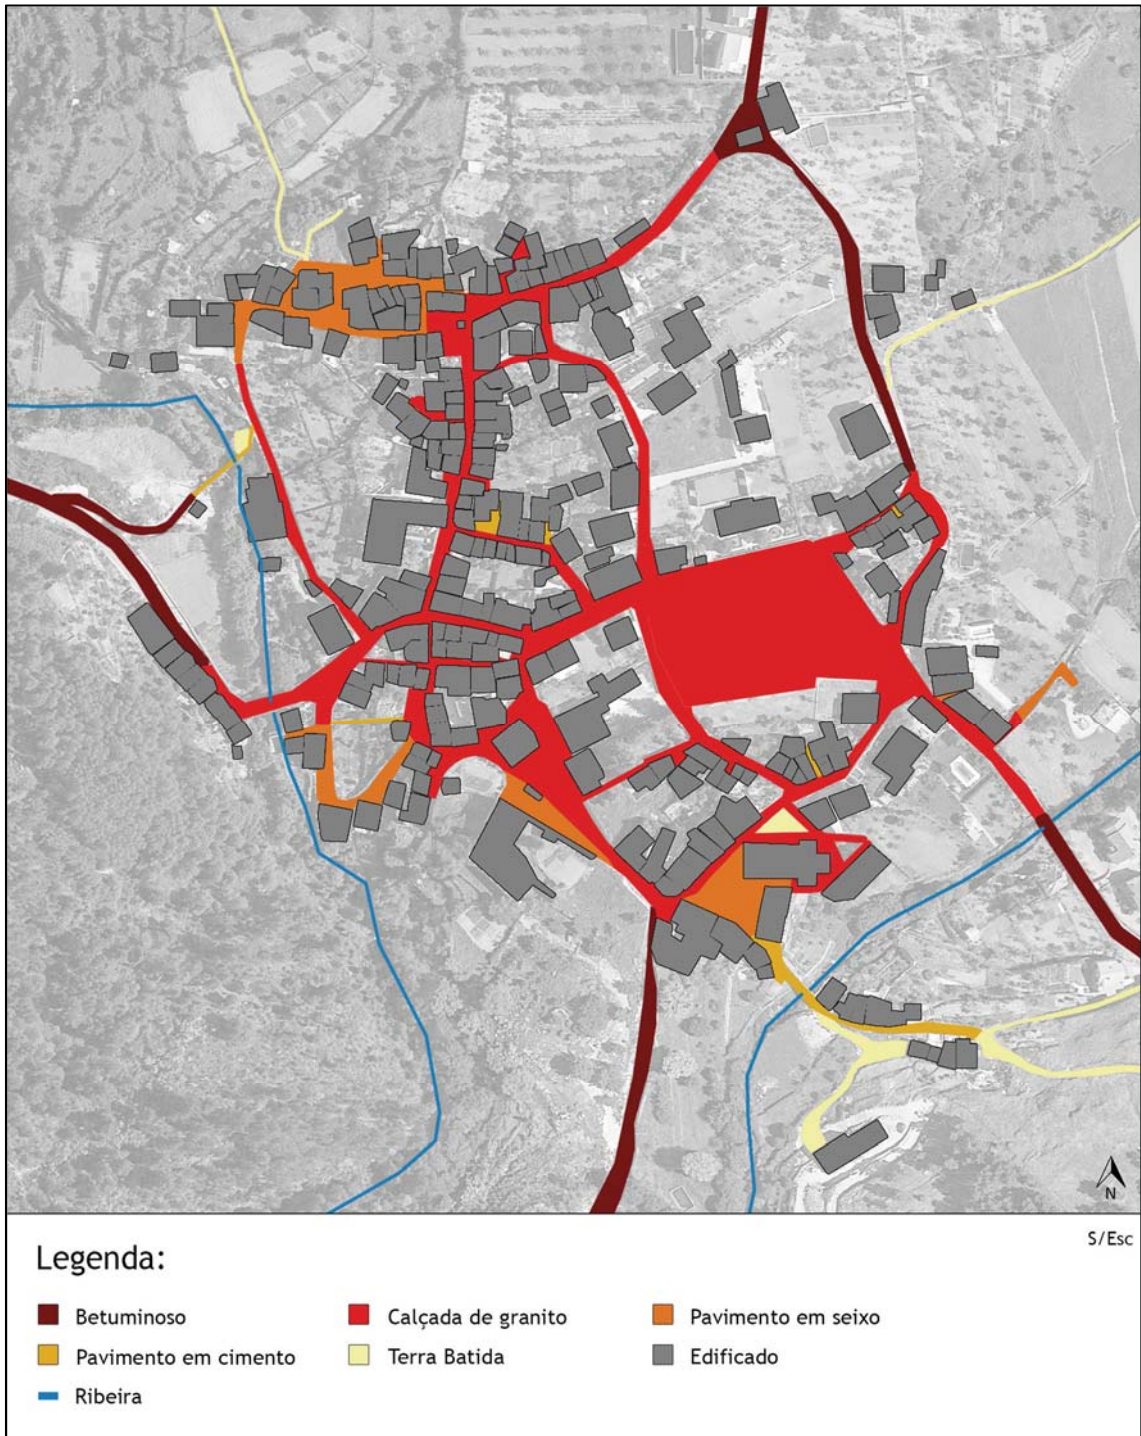 N
S/Esc
Legenda:
Betuminoso
Calçada de granito
Pavimento em seixo
Pavimento em cimento
Terra Batida
Edificado
Ribeira